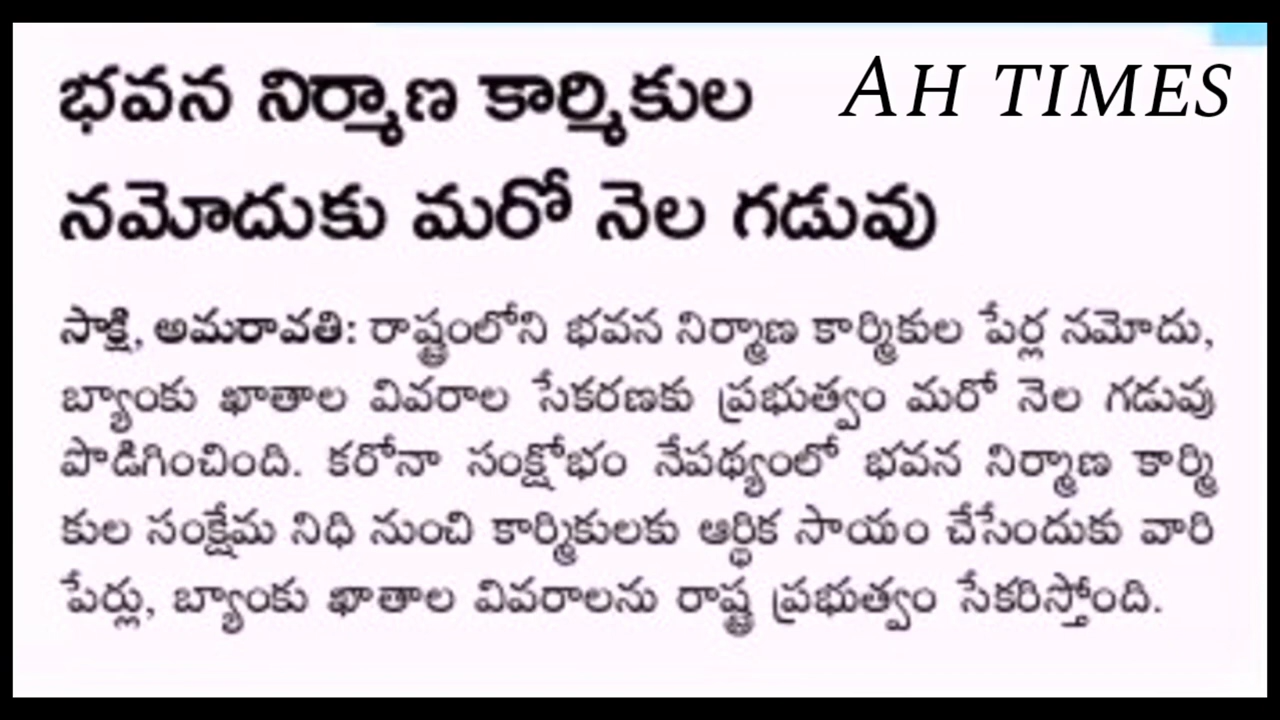 భవన నిర్మాణ కార్మికుల
AH TIMES
నమోదుకు మరో నెల గడువు
సాక్షి, అమరావతి: రాష్ట్రంలోని భవన నిర్మాణ కార్మికుల పేర్ల నమోదు,
బ్యాంకు ఖాతాల వివరాల సేకరణకు ప్రభుత్వం మరో నెల గడువు
పొడిగించింది. కరోనా సంక్షోభం నేపథ్యంలో భవన నిర్మాణ కార్మి
కుల సంక్షేమ నిధి నుంచి కార్మికులకు ఆర్థిక సాయం చేసేందుకు వారి
పేర్లు, బ్యాంకు ఖాతాల వివరాలను రాష్ట్ర ప్రభుత్వం సేకరిస్తోంది.